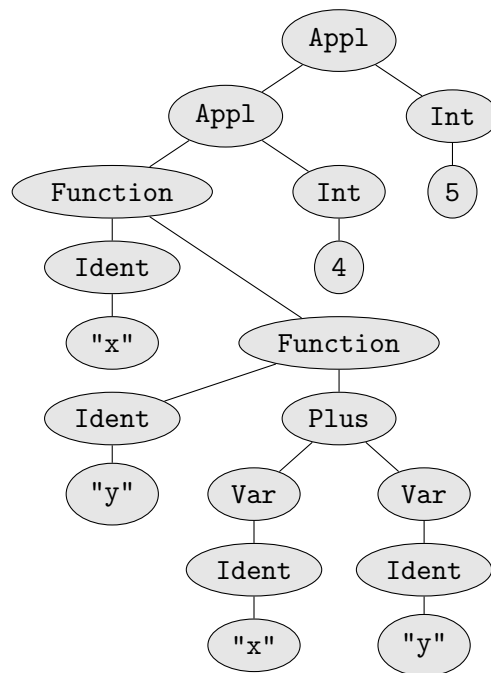 Appl
Appl Int
Function Int 5
Ident 4
"x" Function
Ident Plus
"y" Var Var
Ident Ident
"x" "y"